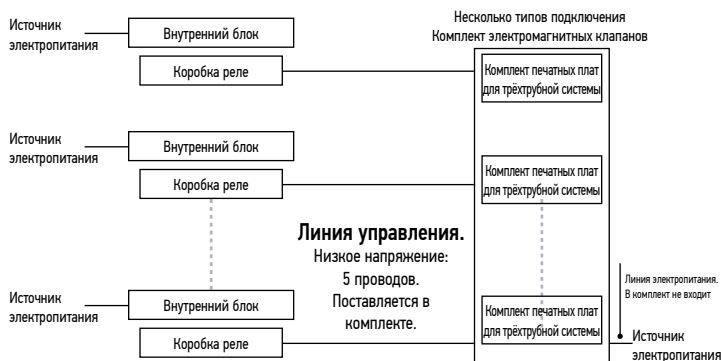 Несколько типов подключения
Комплект электромагнитных клапанов
Источник
электропитания
Внутренний блок
Коробка реле
Комплект печатных плат
для трёхтрубной системы
Источник
электропитания
Внутренний блок
Коробка реле
Комплект печатных плат
для трёхтрубной системы
Линия управления.
Низкое напряжение:
5 проводов.
Поставляется в
комплекте.
Линия электропитания.
В комплект не входит
Источник
электропитания
Внутренний блок
Коробка реле
Комплект печатных плат
для трёхтрубной системы
Источник
электропитания